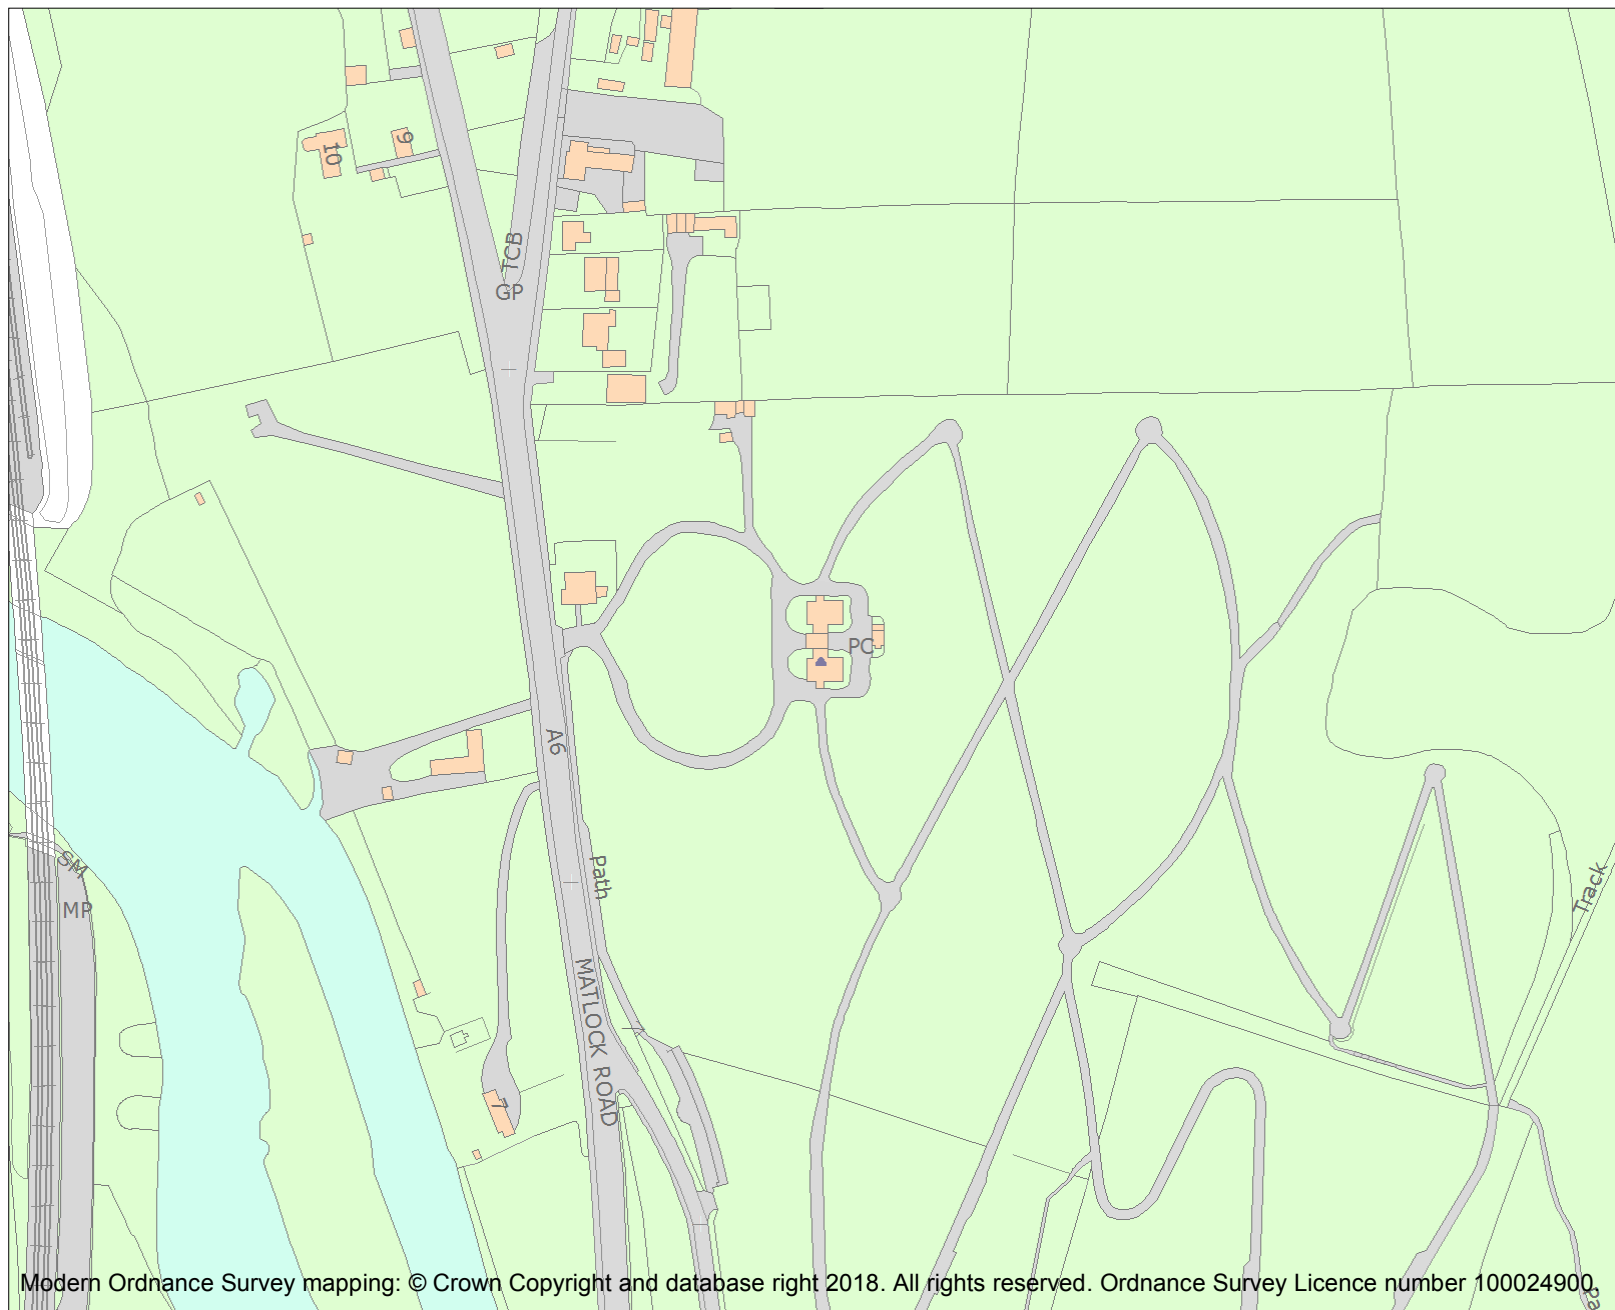 9
10
TCB
GP
PC
A6
Path
SM
MP
Track
MATLOCK ROAD
7
Modern Ordnance Survey mapping: © Crown Copyright and database right 2018. All rights reserved. Ordnance Survey Licence number 100024900.